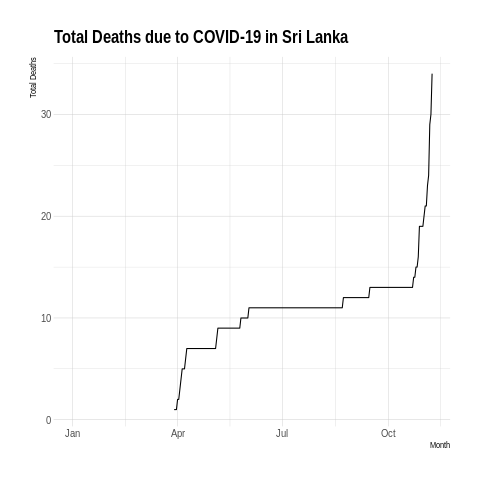 Total Deaths due to COVID-19 in Sri Lanka
Total Deaths
30
20
10
0
Jan Apr Jul Oct
Month